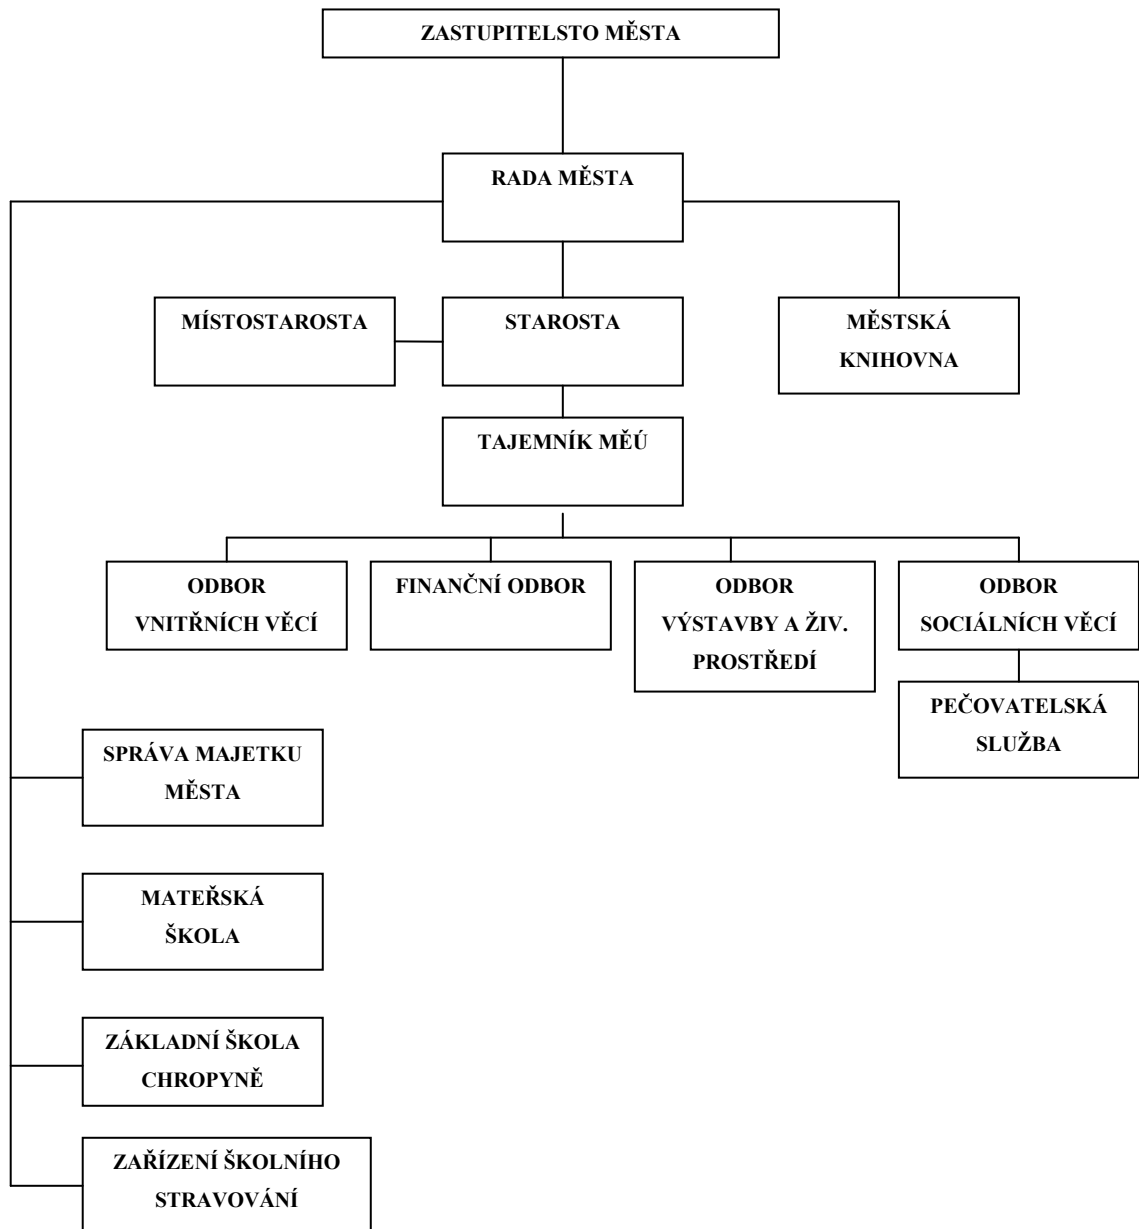 ZASTUPITELSTO MĚSTA
RADA MĚSTA
MÍSTOSTAROSTA
STAROSTA
MĚSTSKÁ
KNIHOVNA
TAJEMNÍK MĚÚ
ODBOR
VNITŘNÍCH VĚCÍ
FINANČNÍ ODBOR
ODBOR
VÝSTAVBY A ŽIV.
PROSTŘEDÍ
ODBOR
SOCIÁLNÍCH VĚCÍ
PEČOVATELSKÁ
SLUŽBA
SPRÁVA MAJETKU
MĚSTA
MATEŘSKÁ
ŠKOLA
ZÁKLADNÍ ŠKOLA
CHROPYNĚ
ZAŘÍZENÍ ŠKOLNÍHO
STRAVOVÁNÍ